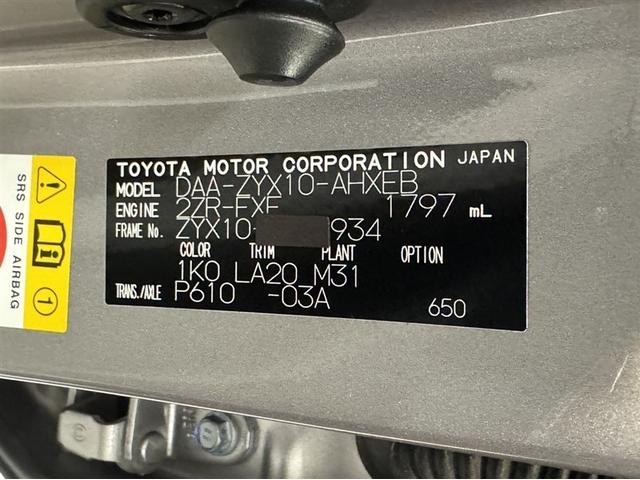 TOYOTA MOTOR CORPORATION JAPAN
MODEL DAA-ZYX10-AHXEB
ENGINE 2ZR-FXE 1797 mL
FRAME No. ZYX10- 934
COLOR TRIM PLANT OPTION
1K0 LA20 M31
TRANS./AXLE P610 -03A
650
SRS SIDE AIRBAG
1